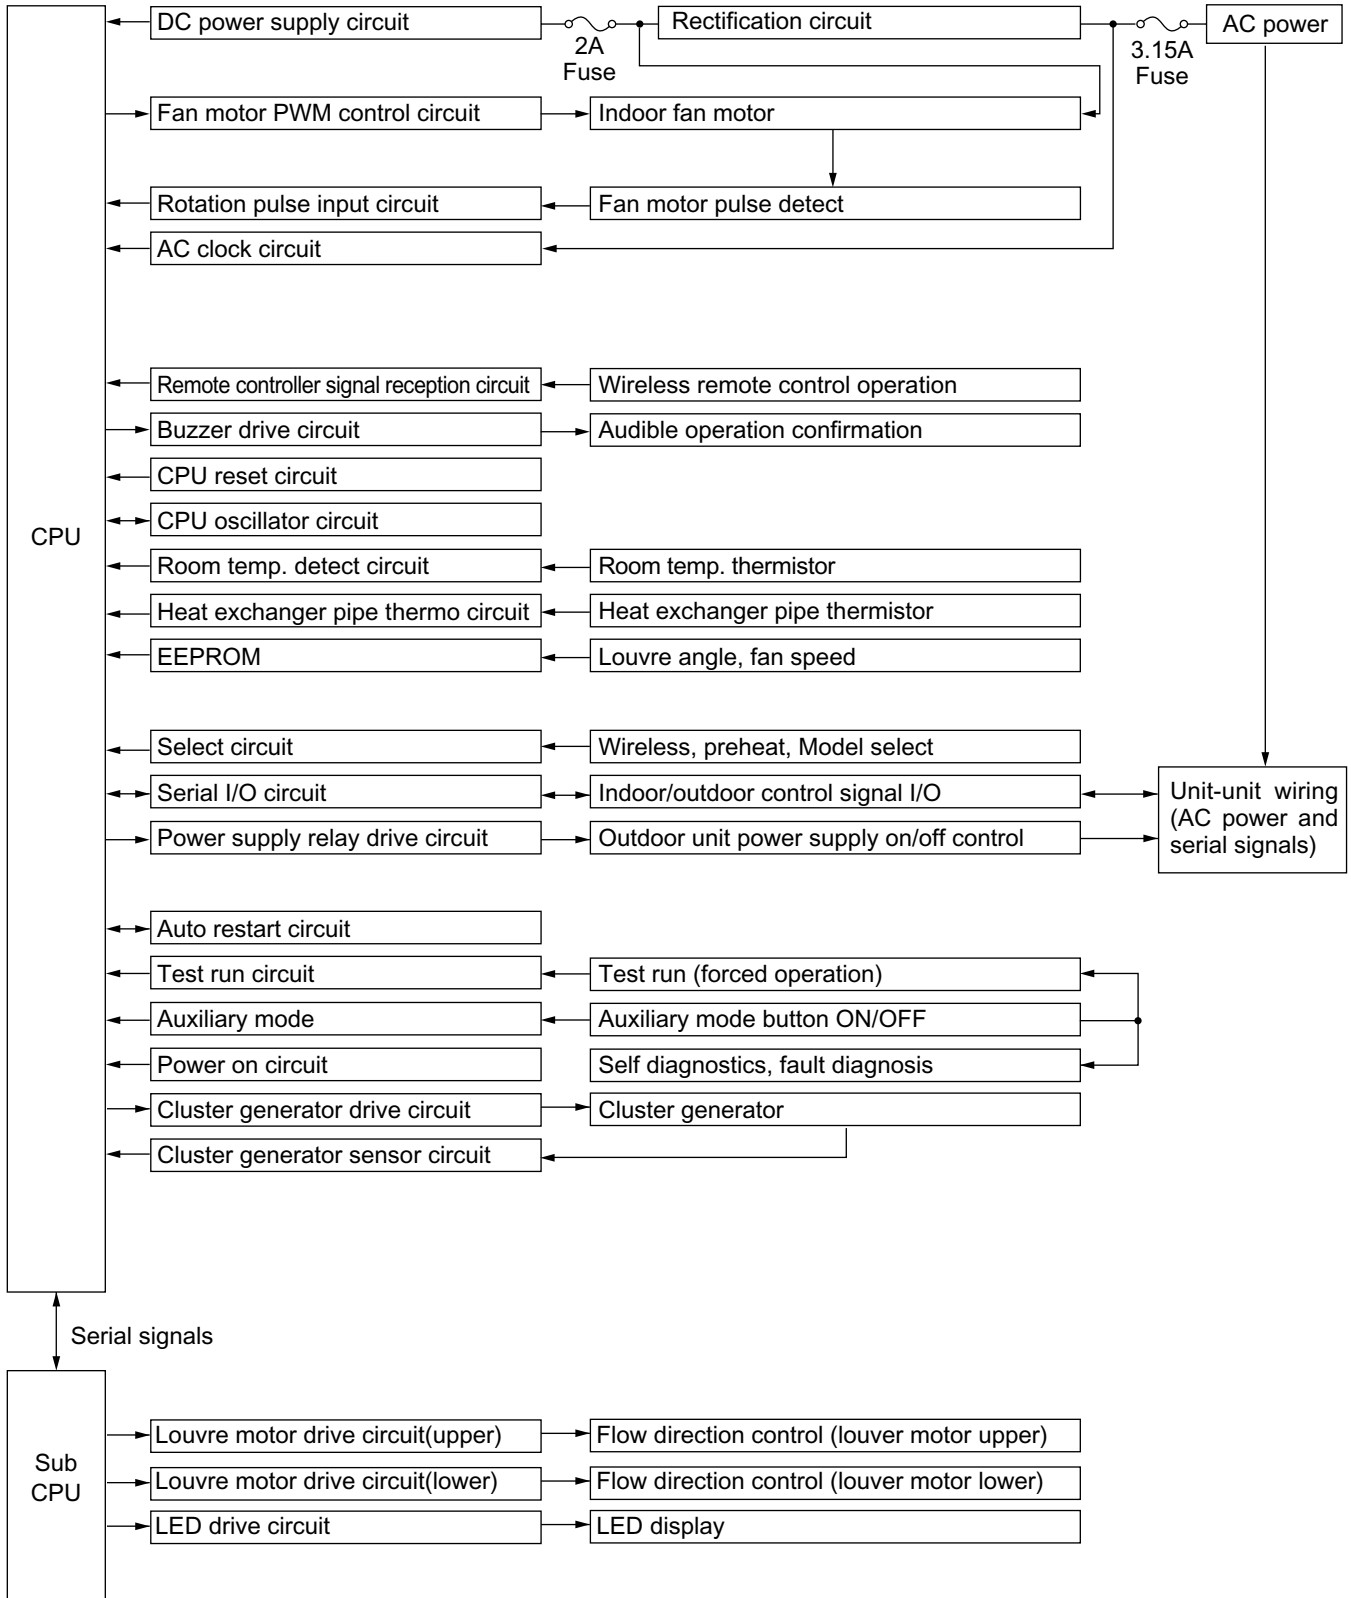 DC power supply circuit
2A
Fuse
Rectification circuit
3.15A
Fuse
AC power
Fan motor PWM control circuit
Indoor fan motor
Rotation pulse input circuit
Fan motor pulse detect
AC clock circuit
CPU
Remote controller signal reception circuit
Wireless remote control operation
Buzzer drive circuit
Audible operation confirmation
CPU reset circuit
CPU oscillator circuit
Room temp. detect circuit
Room temp. thermistor
Heat exchanger pipe thermo circuit
Heat exchanger pipe thermistor
EEPROM
Louvre angle, fan speed
Select circuit
Wireless, preheat, Model select
Serial I/O circuit
Indoor/outdoor control signal I/O
Power supply relay drive circuit
Outdoor unit power supply on/off control
Unit-unit wiring
(AC power and
serial signals)
Auto restart circuit
Test run circuit
Test run (forced operation)
Auxiliary mode
Auxiliary mode button ON/OFF
Power on circuit
Self diagnostics, fault diagnosis
Cluster generator drive circuit
Cluster generator
Cluster generator sensor circuit
Serial signals
Sub
CPU
Louvre motor drive circuit(upper)
Flow direction control (louver motor upper)
Louvre motor drive circuit(lower)
Flow direction control (louver motor lower)
LED drive circuit
LED display